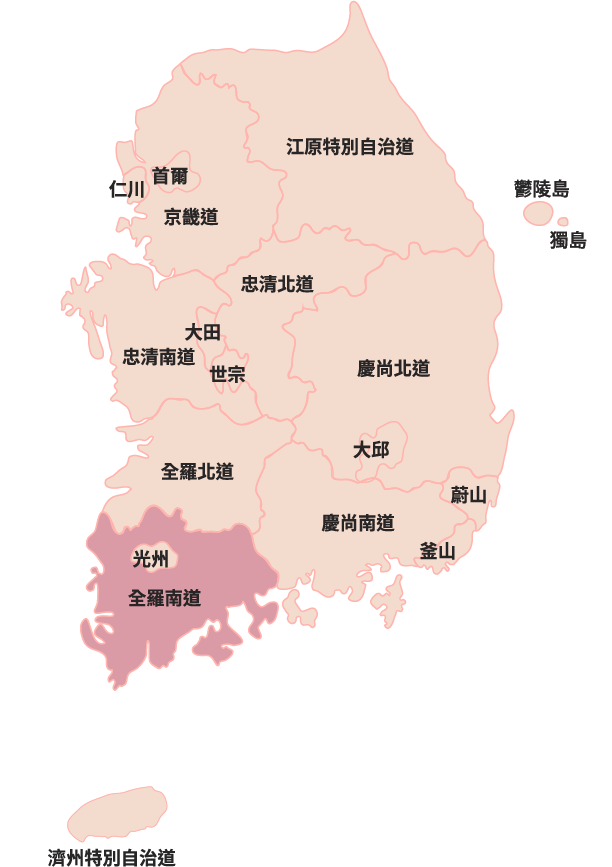 江原特別自治道
首爾
仁川
鬱陵島
京畿道
獨島
忠清北道
大田
忠清南道
世宗
慶尚北道
大邱
全羅北道
蔚山
慶尚南道
釜山
光州
全羅南道
濟州特別自治道